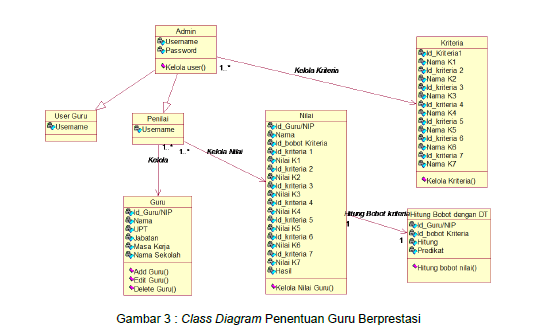 Admin
Username
Password
Kelola user()
1..*
Kelola Kriteria
Kriteria
Id_Kriteria1
Nama K1
Id_kriteria 2
Nama K2
Id_kriteria 3
Nama K3
Id_kriteria 4
Nama K4
Id_kriteria 5
Nama K5
Id_kriteria 6
Nama K6
Id_kriteria 7
Nama K7
Kelola Kriteria()
User Guru
Username
Penilai
Username
1..*
1..*
Kelola
Kelola Nilai
Nilai
Id_Guru/NIP
Nama
Id_bobot Kriteria
Id_kriteria 1
Nilai K1
Id_kriteria 2
Nilai K2
Id_kriteria 3
Nilai K3
Id_kriteria 4
Nilai K4
Id_kriteria 5
Nilai K5
Id_kriteria 6
Nilai K6
Id_kriteria 7
Nilai K7
Hasil
Kelola Nilai Guru()
Guru
Id_Guru/NIP
Nama
UPT
Jabatan
Masa Kerja
Nama Sekolah
Add Guru()
Edit Guru()
Delete Guru()
Hitung Bobot kriteria
1
1
Hitung Bobot dengan DT
Id_Guru/NIP
Id_bobot Kriteria
Hitung
Predikat
Hitung bobot nilai()
Gambar 3 : Class Diagram Penentuan Guru Berprestasi